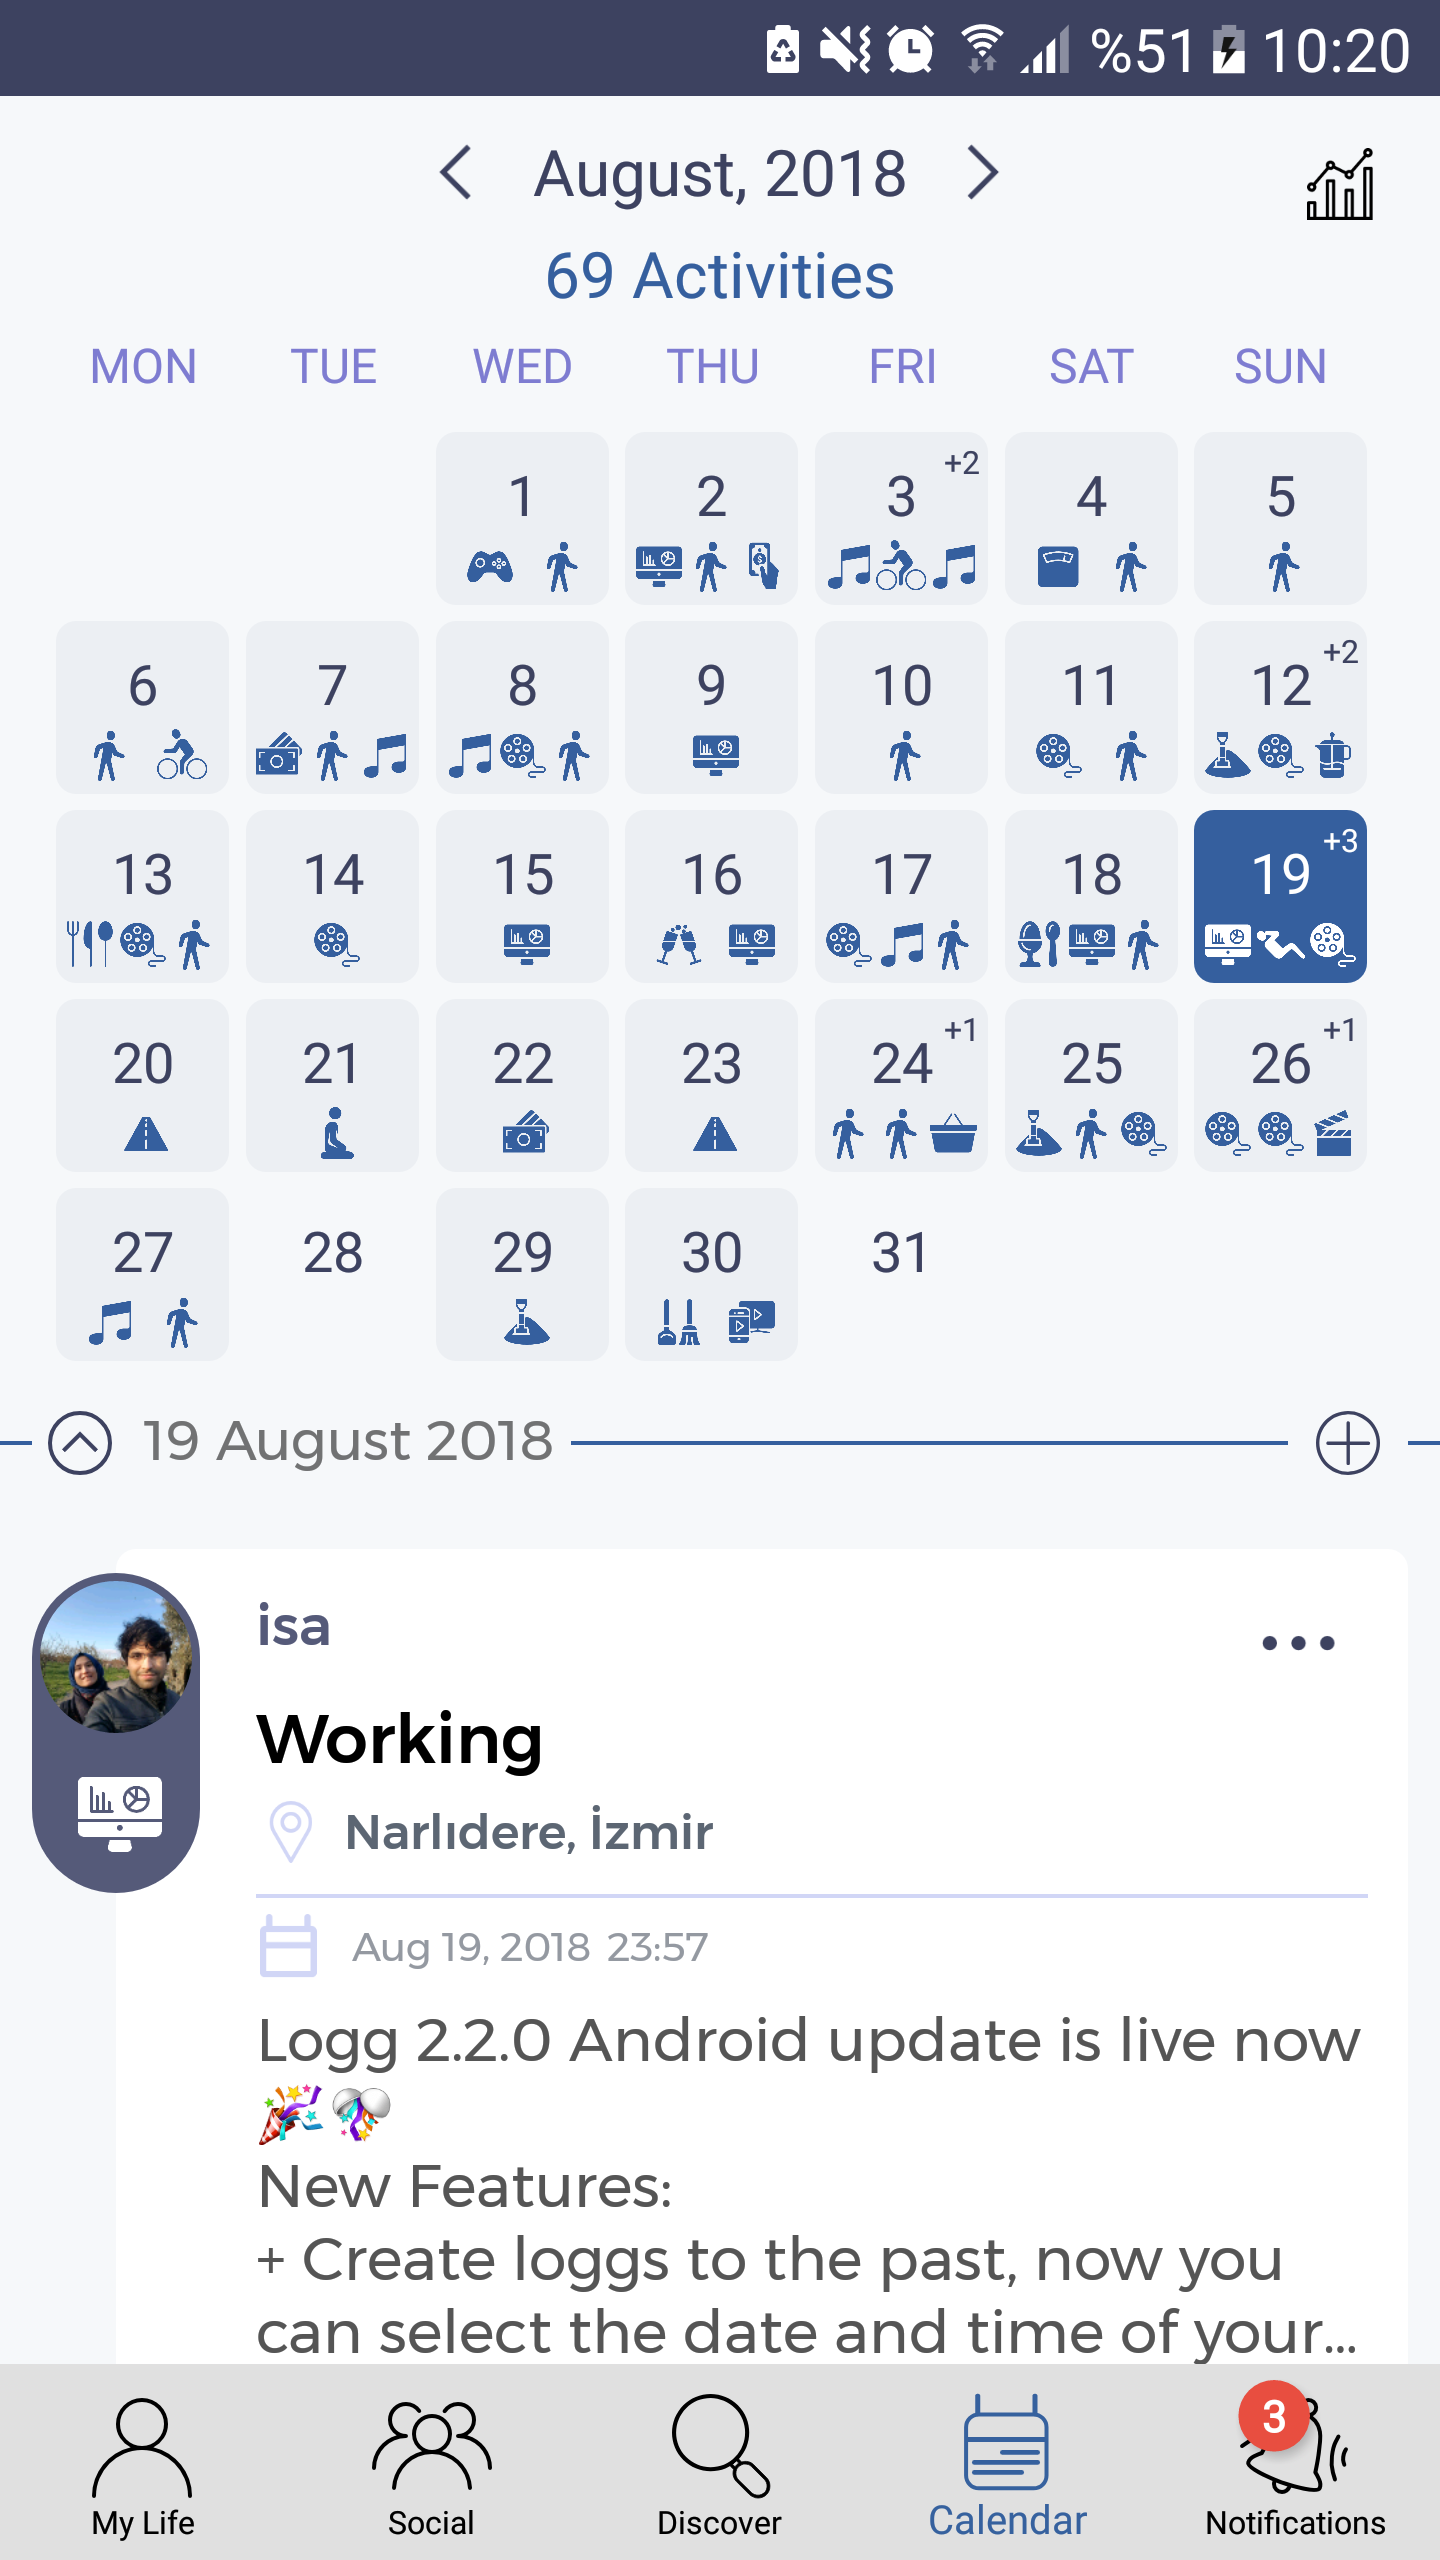 %51 10:20
August, 2018
69 Activities
MON TUE WED THU FRI SAT SUN
1 2 3 +2 4 5
6 7 8 9 10 11 12 +2
13 14 15 16 17 18 19 +3
20 21 22 23 24 +1 25 26 +1
27 28 29 30 31
19 August 2018
isa
Working
Narlıdere, İzmir
Aug 19, 2018 23:57
Logg 2.2.0 Android update is live now
🎉🎊
New Features:
+ Create loggs to the past, now you
can select the date and time of your...
3
My Life Social Discover Calendar Notifications